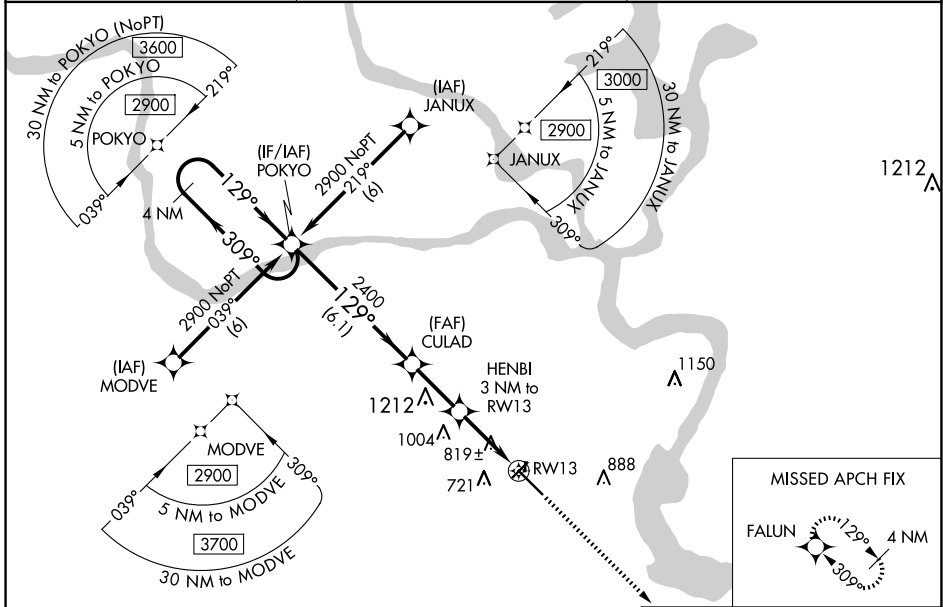 30 NM to POKYO (NoPT)
3600
5 NM to POKYO
2900
219°
POKYO
039°
(IAF)
JANUX
(IF/IAF)
POKYO
2900 NoPT
219°
(6)
219°
3000
2900
JANUX
5 NM to JANUX
30 NM to JANUX
309°
1212
4 NM
129°
309°
2900 NoPT
039°
(6)
2400
129°
(6.1)
(IAF)
MODVE
(FAF)
CULAD
HENBI
3 NM to
RW13
1150
1212
1004
819±
721
RW13
888
MODVE
2900
039°
309°
5 NM to MODVE
3700
30 NM to MODVE
MISSED APCH FIX
FALUN
129°
4 NM
309°